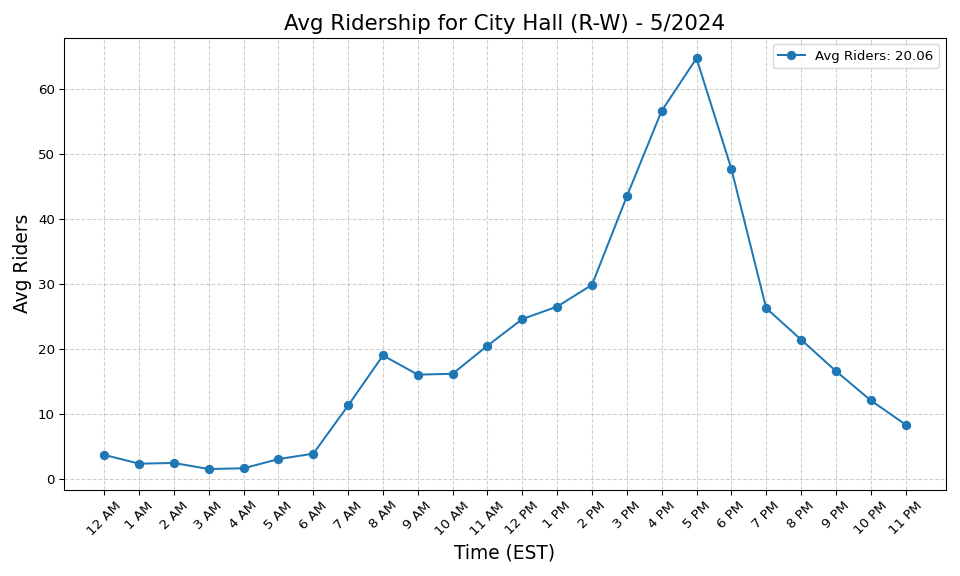 Avg Ridership for City Hall (R-W) - 5/2024
Avg Riders: 20.06
Avg Riders
60
50
40
30
20
10
0
12 AM
1 AM
2 AM
3 AM
4 AM
5 AM
6 AM
7 AM
8 AM
9 AM
10 AM
11 AM
12 PM
1 PM
2 PM
3 PM
4 PM
5 PM
6 PM
7 PM
8 PM
9 PM
10 PM
11 PM
Time (EST)